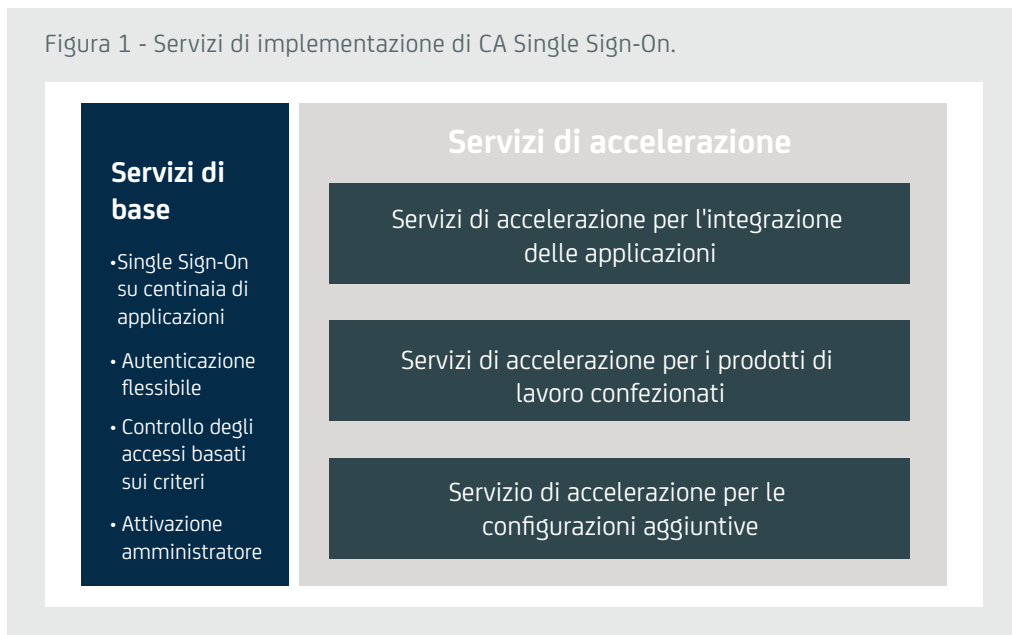 Figura 1 - Servizi di implementazione di CA Single Sign-On.
Servizi di
base
•Single Sign-On
su centinaia di
applicazioni
• Autenticazione
flessibile
• Controllo degli
accessi basati
sui criteri
• Attivazione
amministratore
Servizi di accelerazione
Servizi di accelerazione per l'integrazione
delle applicazioni
Servizi di accelerazione per i prodotti di
lavoro confezionati
Servizio di accelerazione per le
configurazioni aggiuntive